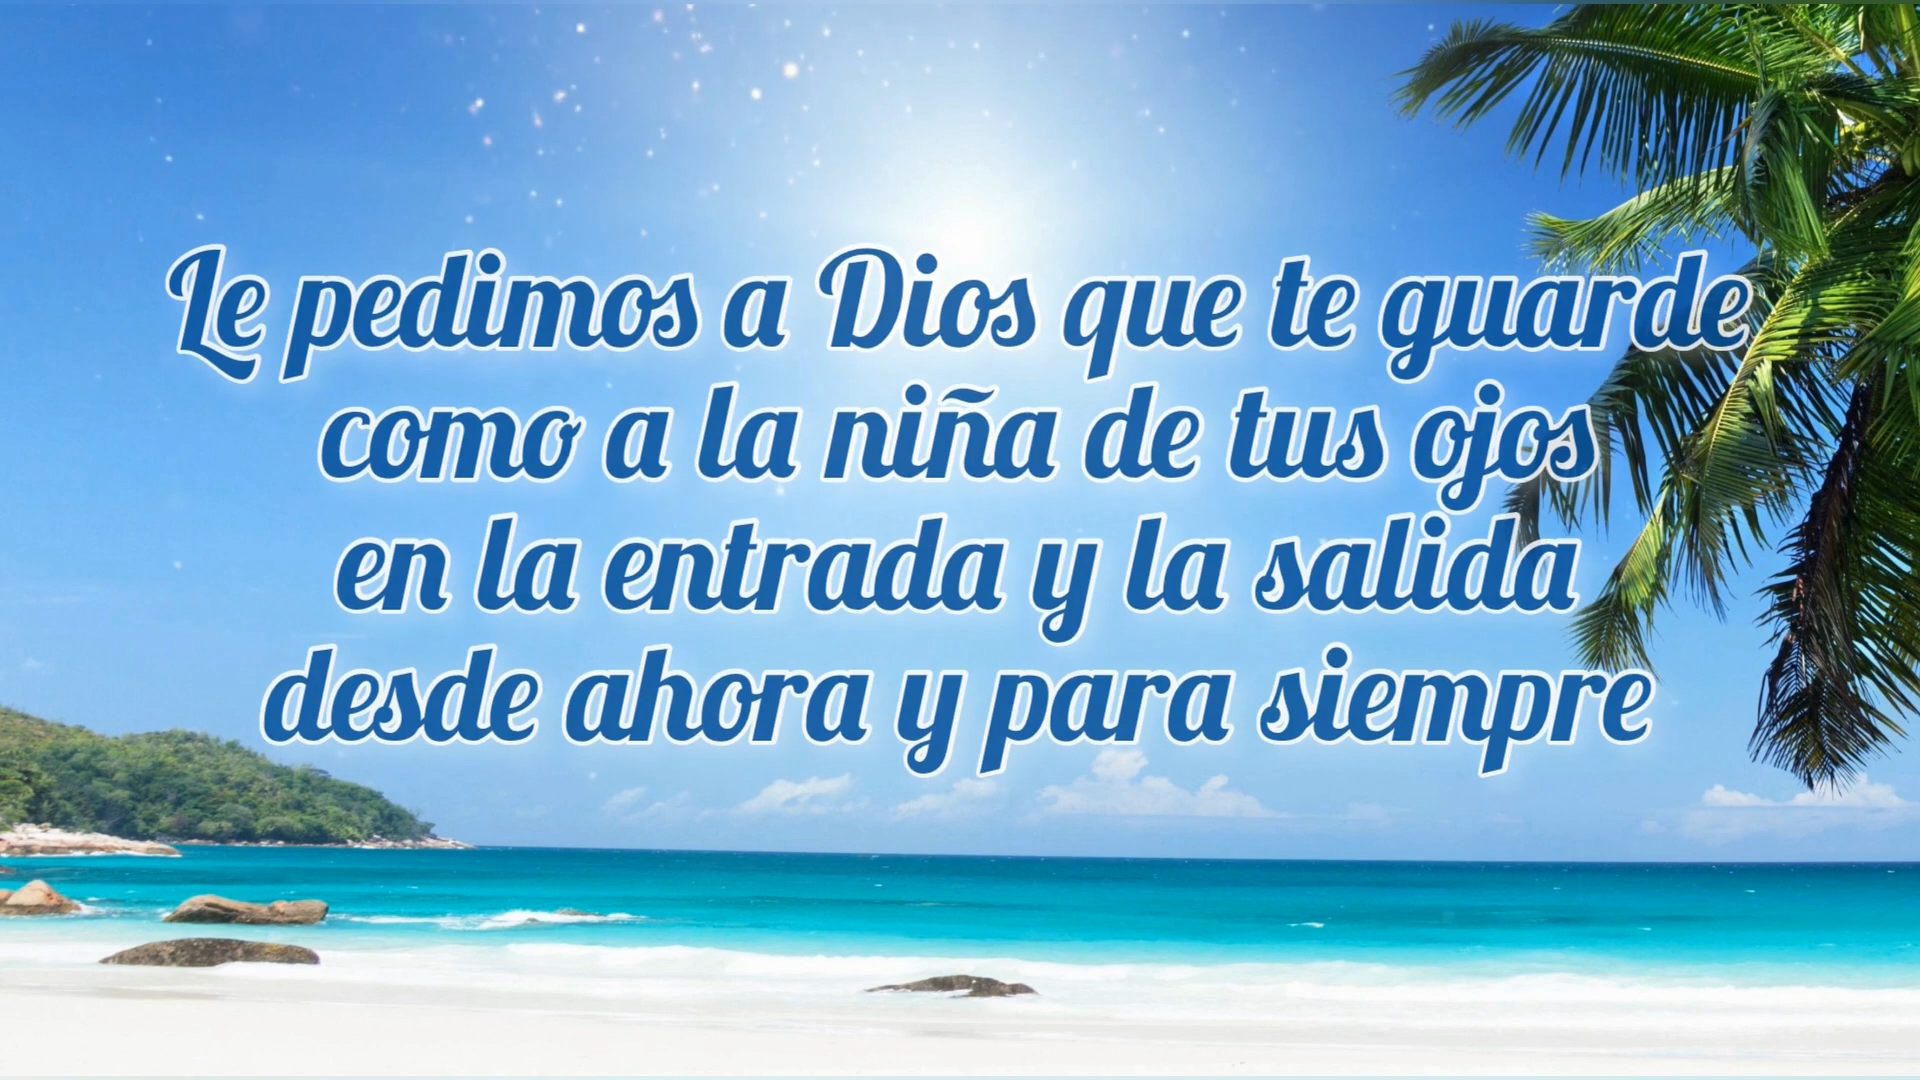 Le pedimos a Dios que te guarde
como a la niña de tus ojos
en la entrada y la salida
desde ahora y para siempre